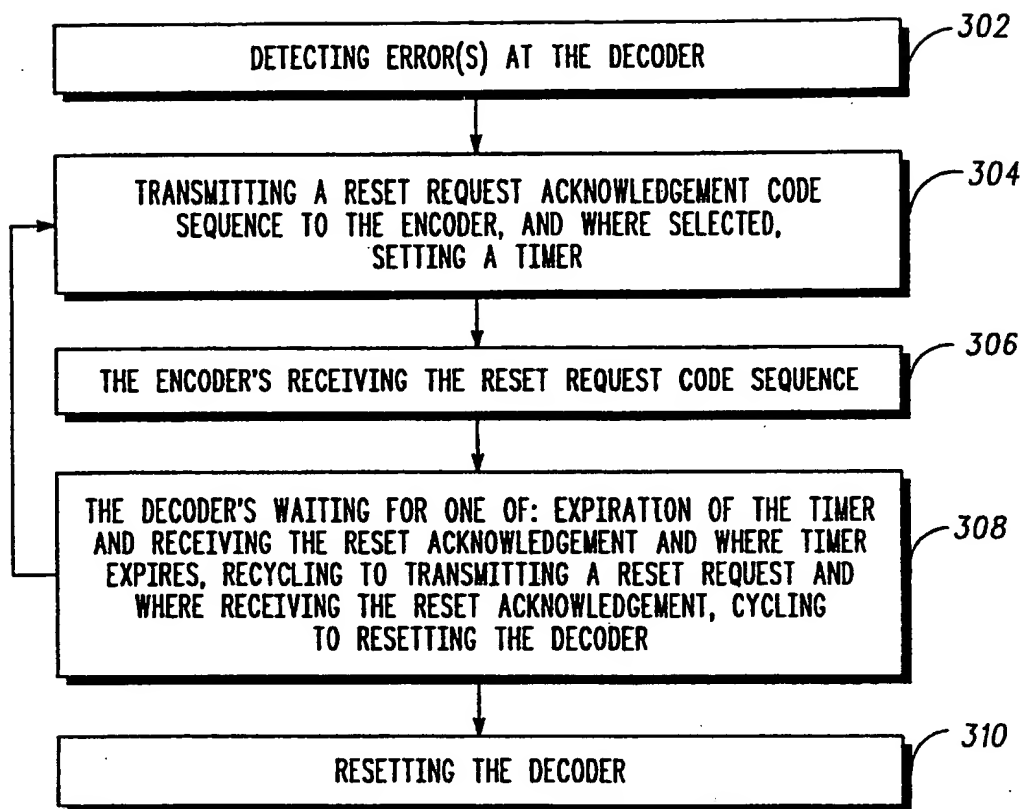 DETECTING ERROR(S) AT THE DECODER
302
TRANSMITTING A RESET REQUEST ACKNOWLEDGEMENT CODE
SEQUENCE TO THE ENCODER, AND WHERE SELECTED,
SETTING A TIMER
304
THE ENCODER'S RECEIVING THE RESET REQUEST CODE SEQUENCE
306
THE DECODER'S WAITING FOR ONE OF: EXPIRATION OF THE TIMER
AND RECEIVING THE RESET ACKNOWLEDGEMENT AND WHERE TIMER
EXPIRES, RECYCLING TO TRANSMITTING A RESET REQUEST AND
WHERE RECEIVING THE RESET ACKNOWLEDGEMENT, CYCLING
TO RESETTING THE DECODER
308
RESETTING THE DECODER
310